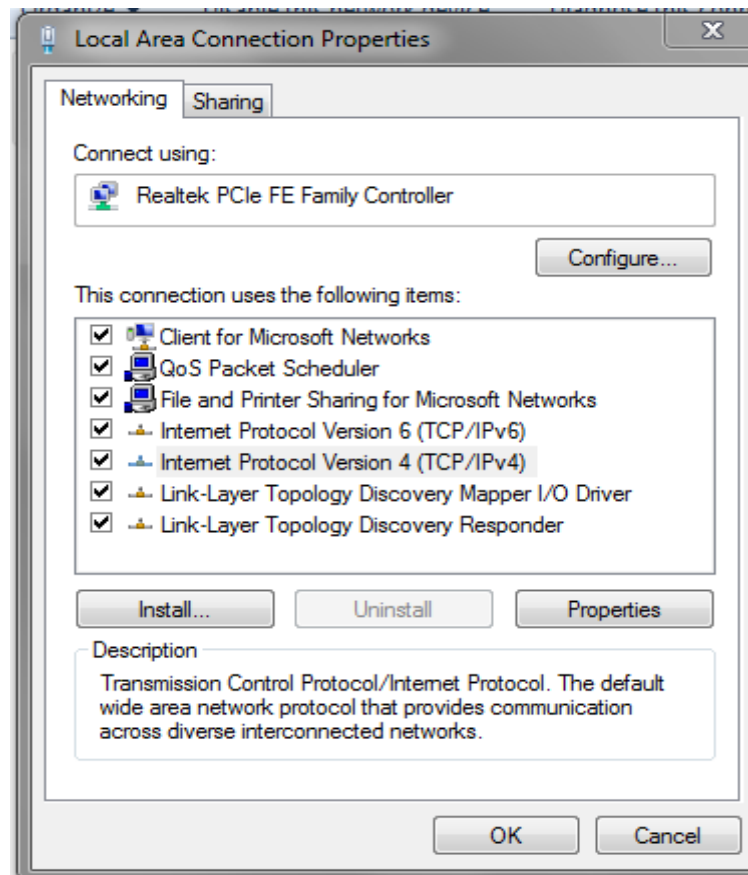 Local Area Connection Properties
Networking
Sharing
Connect using:
Realtek PCIe FE Family Controller
Configure...
This connection uses the following items:
Client for Microsoft Networks
QoS Packet Scheduler
File and Printer Sharing for Microsoft Networks
Internet Protocol Version 6 (TCP/IPv6)
Internet Protocol Version 4 (TCP/IPv4)
Link-Layer Topology Discovery Mapper I/O Driver
Link-Layer Topology Discovery Responder
Install...
Uninstall
Properties
Description
Transmission Control Protocol/Internet Protocol. The default
wide area network protocol that provides communication
across diverse interconnected networks.
OK
Cancel